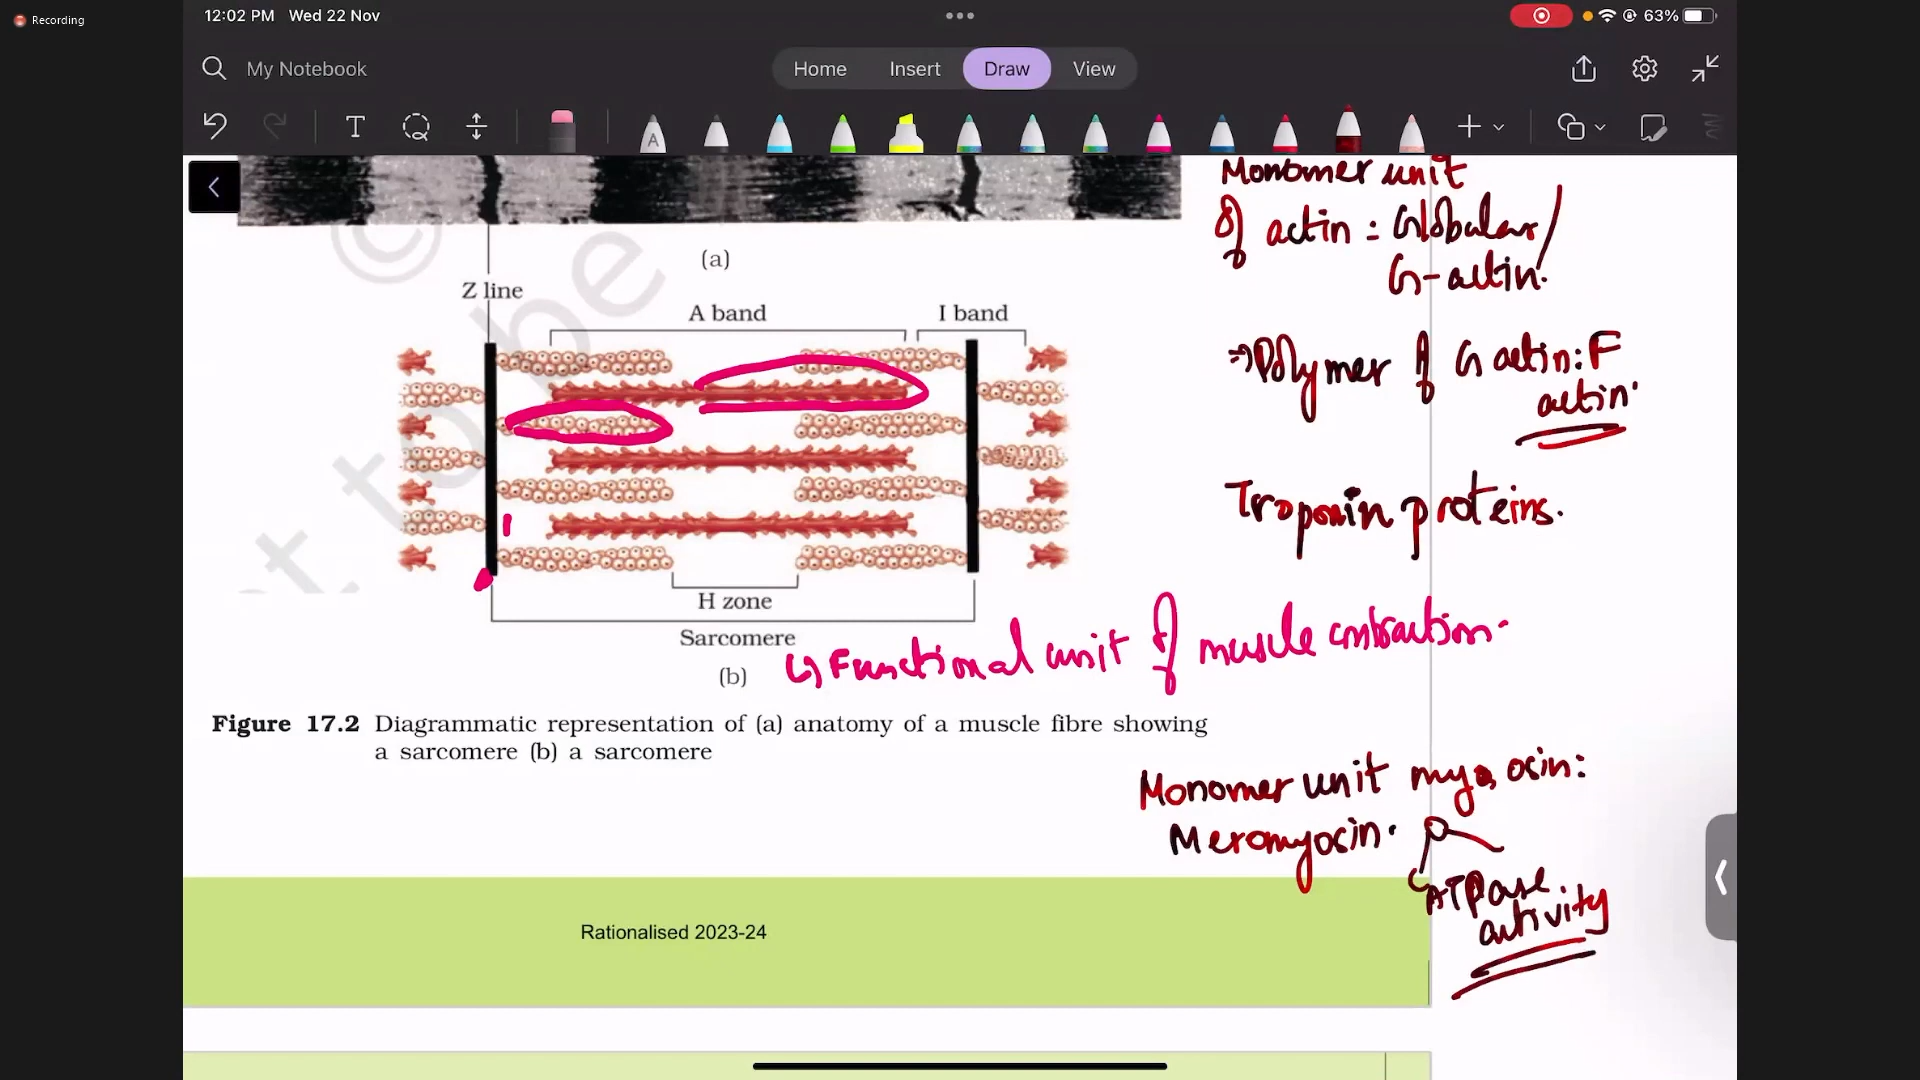 Recording
12:02 PM Wed 22 Nov
63%
My Notebook
Home Insert Draw View
T
A
(a)
Z line
A band
I band
H zone
Sarcomere
(b)
Figure 17.2 Diagrammatic representation of (a) anatomy of a muscle fibre showing
a sarcomere (b) a sarcomere
Rationalised 2023-24
©
t to be
Monomer unit
of actin = Globular/
G-actin.
⇒ Polymer of G actin: F
actin.
Troponin proteins.
↳ Functional unit of muscle contraction.
Monomer unit myosin:
Meromyosin.
ATPase
activity